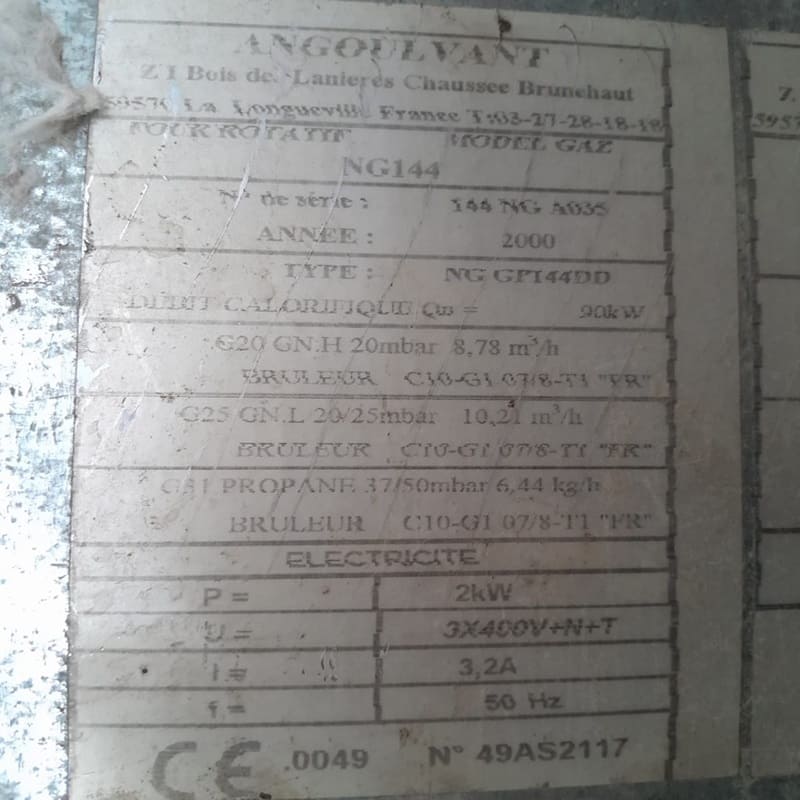 ANGOULVANT
Z I Bois de Lanieres Chaussee Brunehaut
59570 La Longueville France T:03-27-28-18-18
FOUR ROTATIF MODEL GAZ
NG144
N° de série : 144 NG A035
ANNEE : 2000
TYPE : NG GP144DD
DEBIT CALORIFIQUE Qn = 90kW
G20 GN.H 20mbar 8,78 m³/h
BRULEUR C10-G1 07/8-T1 "FR"
G25 GN.L 20/25mbar 10,21 m³/h
BRULEUR C10-G1 07/8-T1 "FR"
G31 PROPANE 37/50mbar 6,44 kg/h
BRULEUR C10-G1 07/8-T1 "FR"
ELECTRICITE
P = 2kW
U = 3X400V+N+T
I = 3,2A
f = 50 Hz
CE .0049 N° 49AS2117
Z.
5957